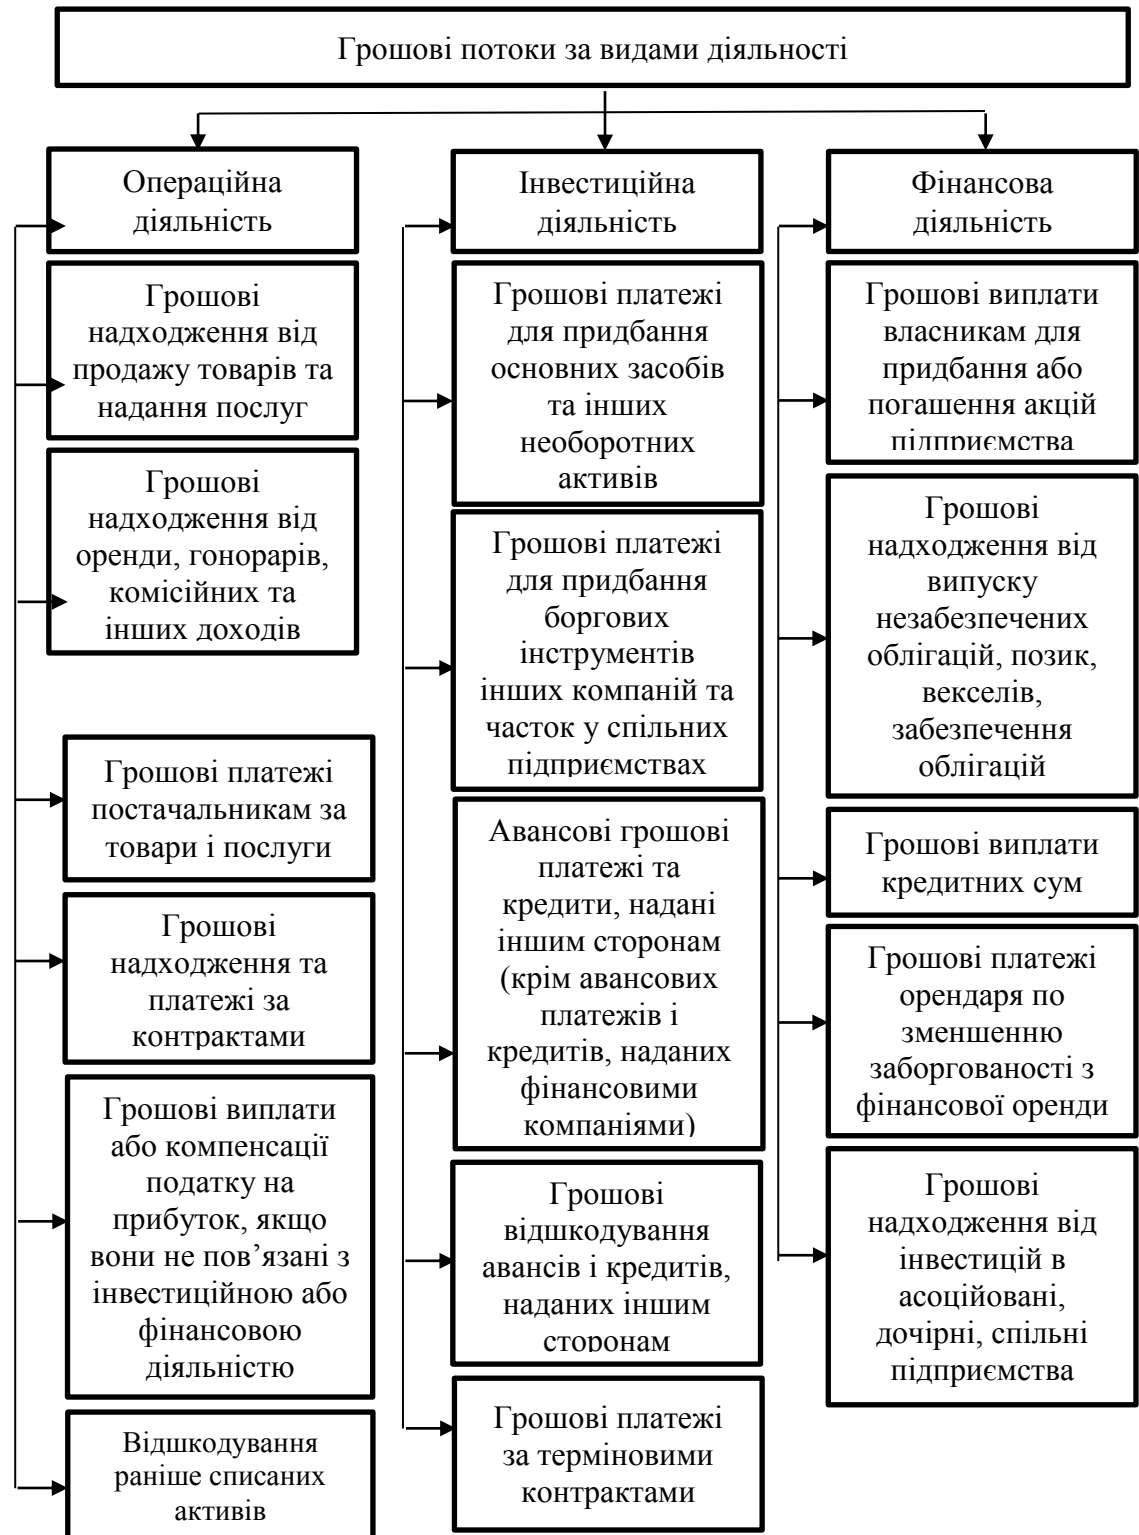 Грошові потоки за видами діяльності
Операційна
діяльність
Грошові
надходження від
продажу товарів та
надання послуг
Грошові
надходження від
оренди, гонорарів,
комісійних та
інших доходів
Грошові платежі
постачальникам за
товари і послуги
Грошові
надходження та
платежі за
контрактами
Грошові виплати
або компенсації
податку на
прибуток, якщо
вони не пов’язані з
інвестиційною або
фінансовою
діяльністю
Відшкодування
раніше списаних
активів
Інвестиційна
діяльність
Грошові платежі
для придбання
основних засобів
та інших
необоротних
активів
Грошові платежі
для придбання
боргових
інструментів
інших компаній та
часток у спільних
підприємствах
Авансові грошові
платежі та
кредити, надані
іншим сторонам
(крім авансових
платежів і
кредитів, наданих
фінансовими
компаніями)
Грошові
відшкодування
авансів і кредитів,
наданих іншим
сторонам
Грошові платежі
за терміновими
контрактами
Фінансова
діяльність
Грошові виплати
власникам для
придбання або
погашення акцій
підприємства
Грошові
надходження від
випуску
незабезпечених
облігацій, позик,
векселів,
забезпечення
облігацій
Грошові виплати
кредитних сум
Грошові платежі
орендаря по
зменшенню
заборгованості з
фінансової оренди
Грошові
надходження від
інвестицій в
асоційовані,
дочірні, спільні
підприємства